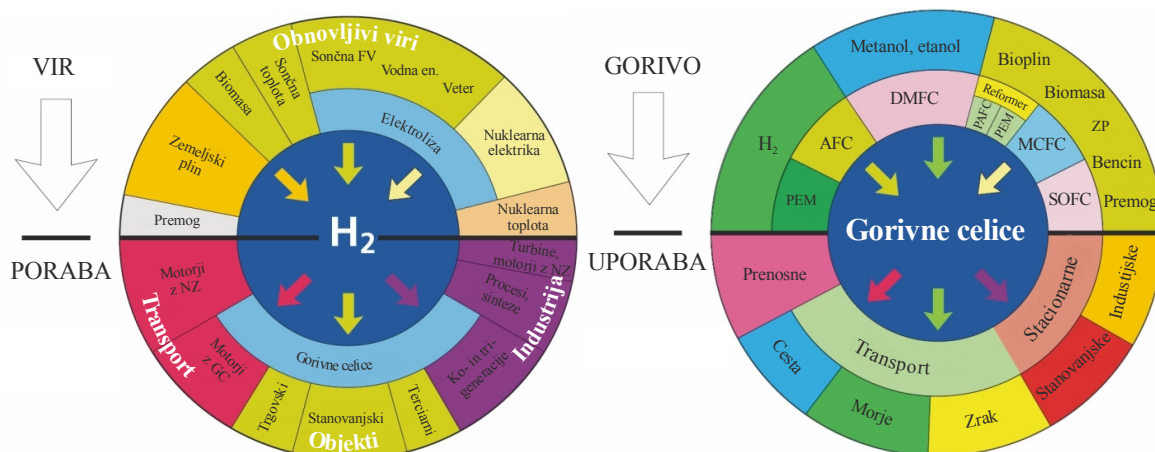 VIR
PORABA
Obnovljivi viri
Premog
Zemeljski
plin
Biomasa
Sončna
toplota
Sončna FV
Vodna en.
Veter
Elektroliza
Nuklearna
elektrika
Nuklearna
toplota
H2
Motorji
z NZ
Transport
Motorji
z GC
Gorivne celice
Trgovski
Stanovanjski
Objekti
Terciarni
Ko- in tri-
generacije
Industrija
Procesi,
sinteze
Turbine,
motorji z NZ
GORIVO
UPORABA
H2
Metanol, etanol
Bioplin
Biomasa
ZP
Bencin
Premog
PEM
AFC
DMFC
Reformer
PAFC
PEM
MCFC
SOFC
Gorivne celice
Prenosne
Transport
Stacionarne
Cesta
Morje
Zrak
Stanovanjske
Industijske